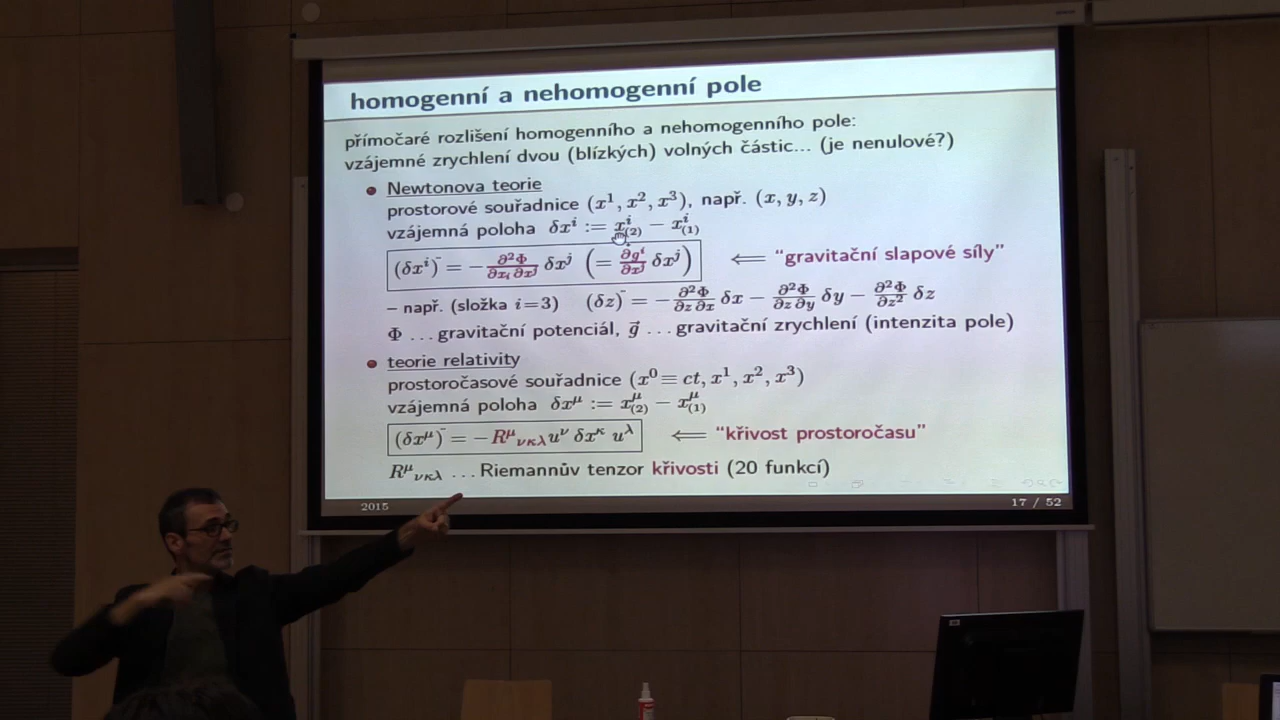 homogenní a nehomogenní pole
přímočaré rozlišení homogenního a nehomogenního pole:
vzájemné zrychlení dvou (blízkých) volných částic... (je nenulové?)
• Newtonova teorie
prostorové souřadnice (x¹, x², x³), např. (x, y, z)
vzájemná poloha δxⁱ := xⁱ₍₂₎ − xⁱ₍₁₎
(δxⁱ)¨ = − ∂²Φ/∂xᵢ ∂xʲ δxʲ (= ∂gⁱ/∂xʲ δxʲ) ⟸ "gravitační slapové síly"
– např. (složka i=3) (δz)¨ = − ∂²Φ/∂z ∂x δx − ∂²Φ/∂z ∂y δy − ∂²Φ/∂z² δz
Φ ... gravitační potenciál, g⃗ ... gravitační zrychlení (intenzita pole)
• teorie relativity
prostoročasové souřadnice (x⁰ ≡ ct, x¹, x², x³)
vzájemná poloha δx^μ := x^μ₍₂₎ − x^μ₍₁₎
(δx^μ)¨ = −R^μ_νκλ u^ν δx^κ u^λ ⟸ "křivost prostoročasu"
R^μ_νκλ ... Riemannův tenzor křivosti (20 funkcí)
2015 17 / 52